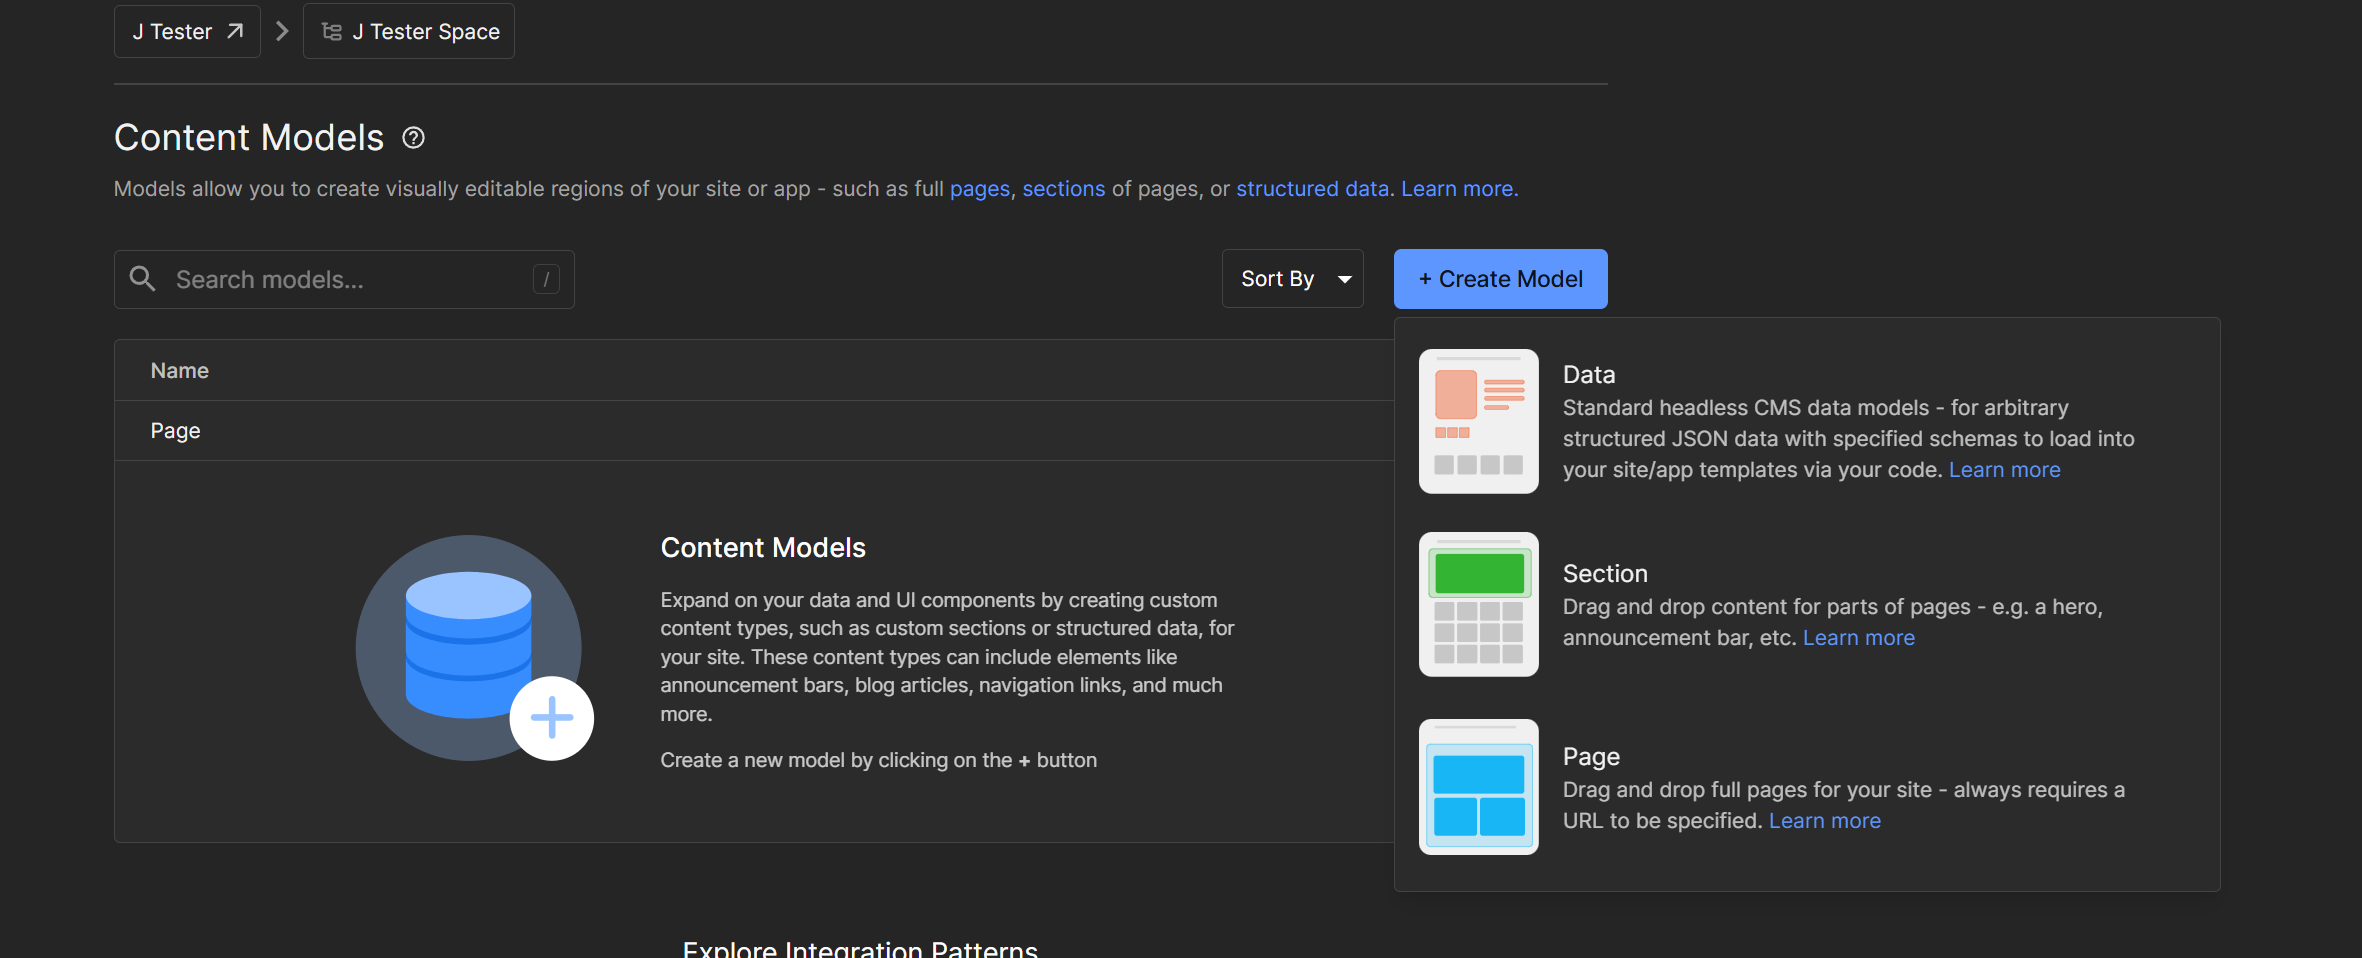 J Tester
J Tester Space
Content Models
Models allow you to create visually editable regions of your site or app - such as full pages, sections of pages, or structured data. Learn more.
Search models...
/
Sort By
+ Create Model
Name
Page
Content Models
Expand on your data and UI components by creating custom
content types, such as custom sections or structured data, for
your site. These content types can include elements like
announcement bars, blog articles, navigation links, and much
more.
Create a new model by clicking on the + button
Data
Standard headless CMS data models - for arbitrary
structured JSON data with specified schemas to load into
your site/app templates via your code. Learn more
Section
Drag and drop content for parts of pages - e.g. a hero,
announcement bar, etc. Learn more
Page
Drag and drop full pages for your site - always requires a
URL to be specified. Learn more
Explore Integration Patterns